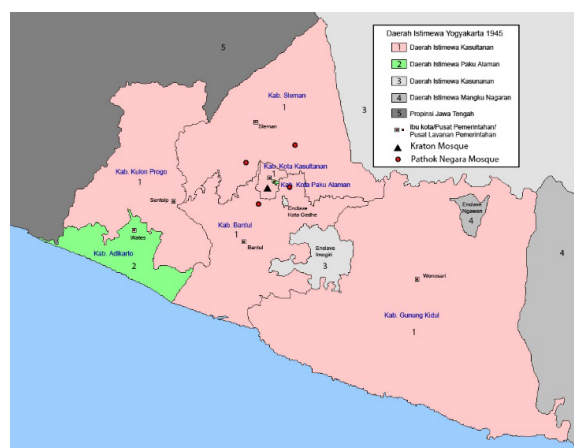 Daerah Istimewa Yogyakarta 1945
1 Daerah Istimewa Kasultanan
2 Daerah Istimewa Paku Alaman
3 Daerah Istimewa Kasunanan
4 Daerah Istimewa Mangku Nagaran
5 Propinsi Jawa Tengah
Ibu kota/Pusat Pemerintahan/
Pusat Layanan Pemerintahan
Kraton Mosque
Pathok Negara Mosque
5
3
Kab. Sleman
1
Sleman
Kab. Kulon Progo
1
Kab. Kota Kasultanan
1
Kab. Kota Paku Alaman
Sentolo
Enclave
Kota Gedhe
Enclave
Ngawen
4
Wates
Kab. Bantul
1
Bantul
Kab. Adikarto
2
Enclave
Imogiri
3
4
Wonosari
Kab. Gunung Kidul
1